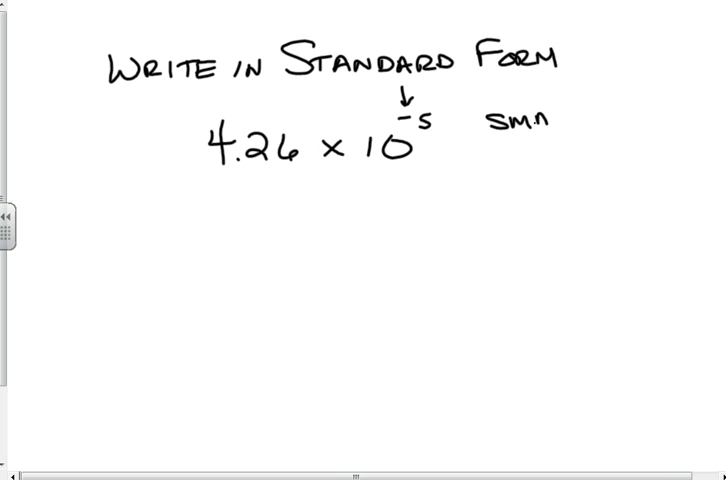 WRITE IN STANDARD FORM
↓
4.26 × 10⁻⁵ sm.n